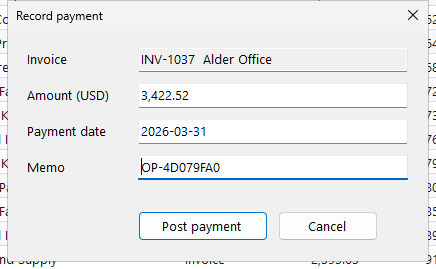 Record payment
Invoice
INV-1037 Alder Office
Amount (USD)
3,422.52
Payment date
2026-03-31
Memo
OP-4D079FA0
Post payment
Cancel
Invoice